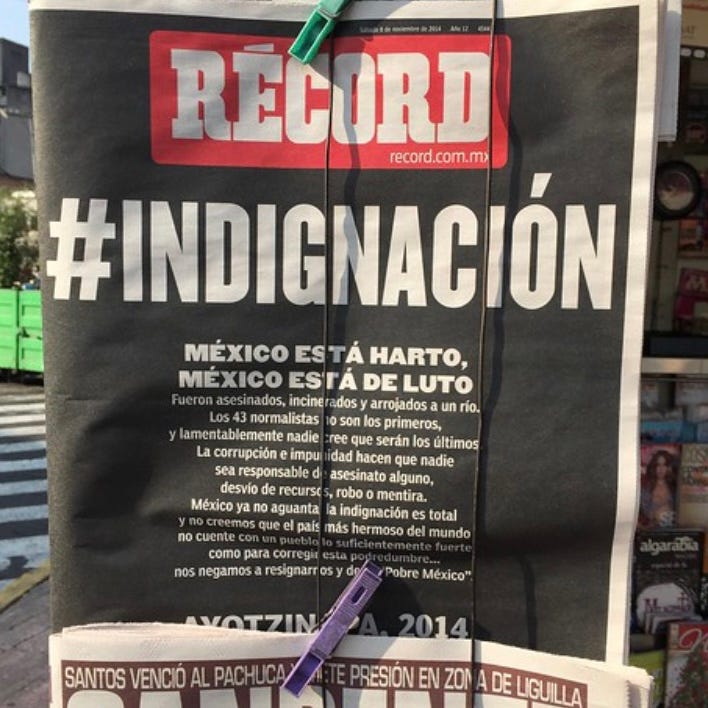 Sábado 8 de noviembre de 2014 Año 12
RÉCORD
record.com.mx
#INDIGNACIÓN
MÉXICO ESTÁ HARTO,
MÉXICO ESTÁ DE LUTO
Fueron asesinados, incinerados y arrojados a un río.
Los 43 normalistas no son los primeros,
y lamentablemente nadie cree que serán los últimos
La corrupción e impunidad hacen que nadie
sea responsable de asesinato alguno,
desvío de recursos, robo o mentira.
México ya no aguanta la indignación es total
y no creemos que el país más hermoso del mundo
no cuente con un pueblo lo suficientemente fuerte
como para corregir esta podredumbre...
nos negamos a resignarnos y decir "Pobre México"
AYOTZINAPA, 2014
SANTOS VENCIÓ AL PACHUCA Y METE PRESIÓN EN ZONA DE LIGUILLA
algarabía